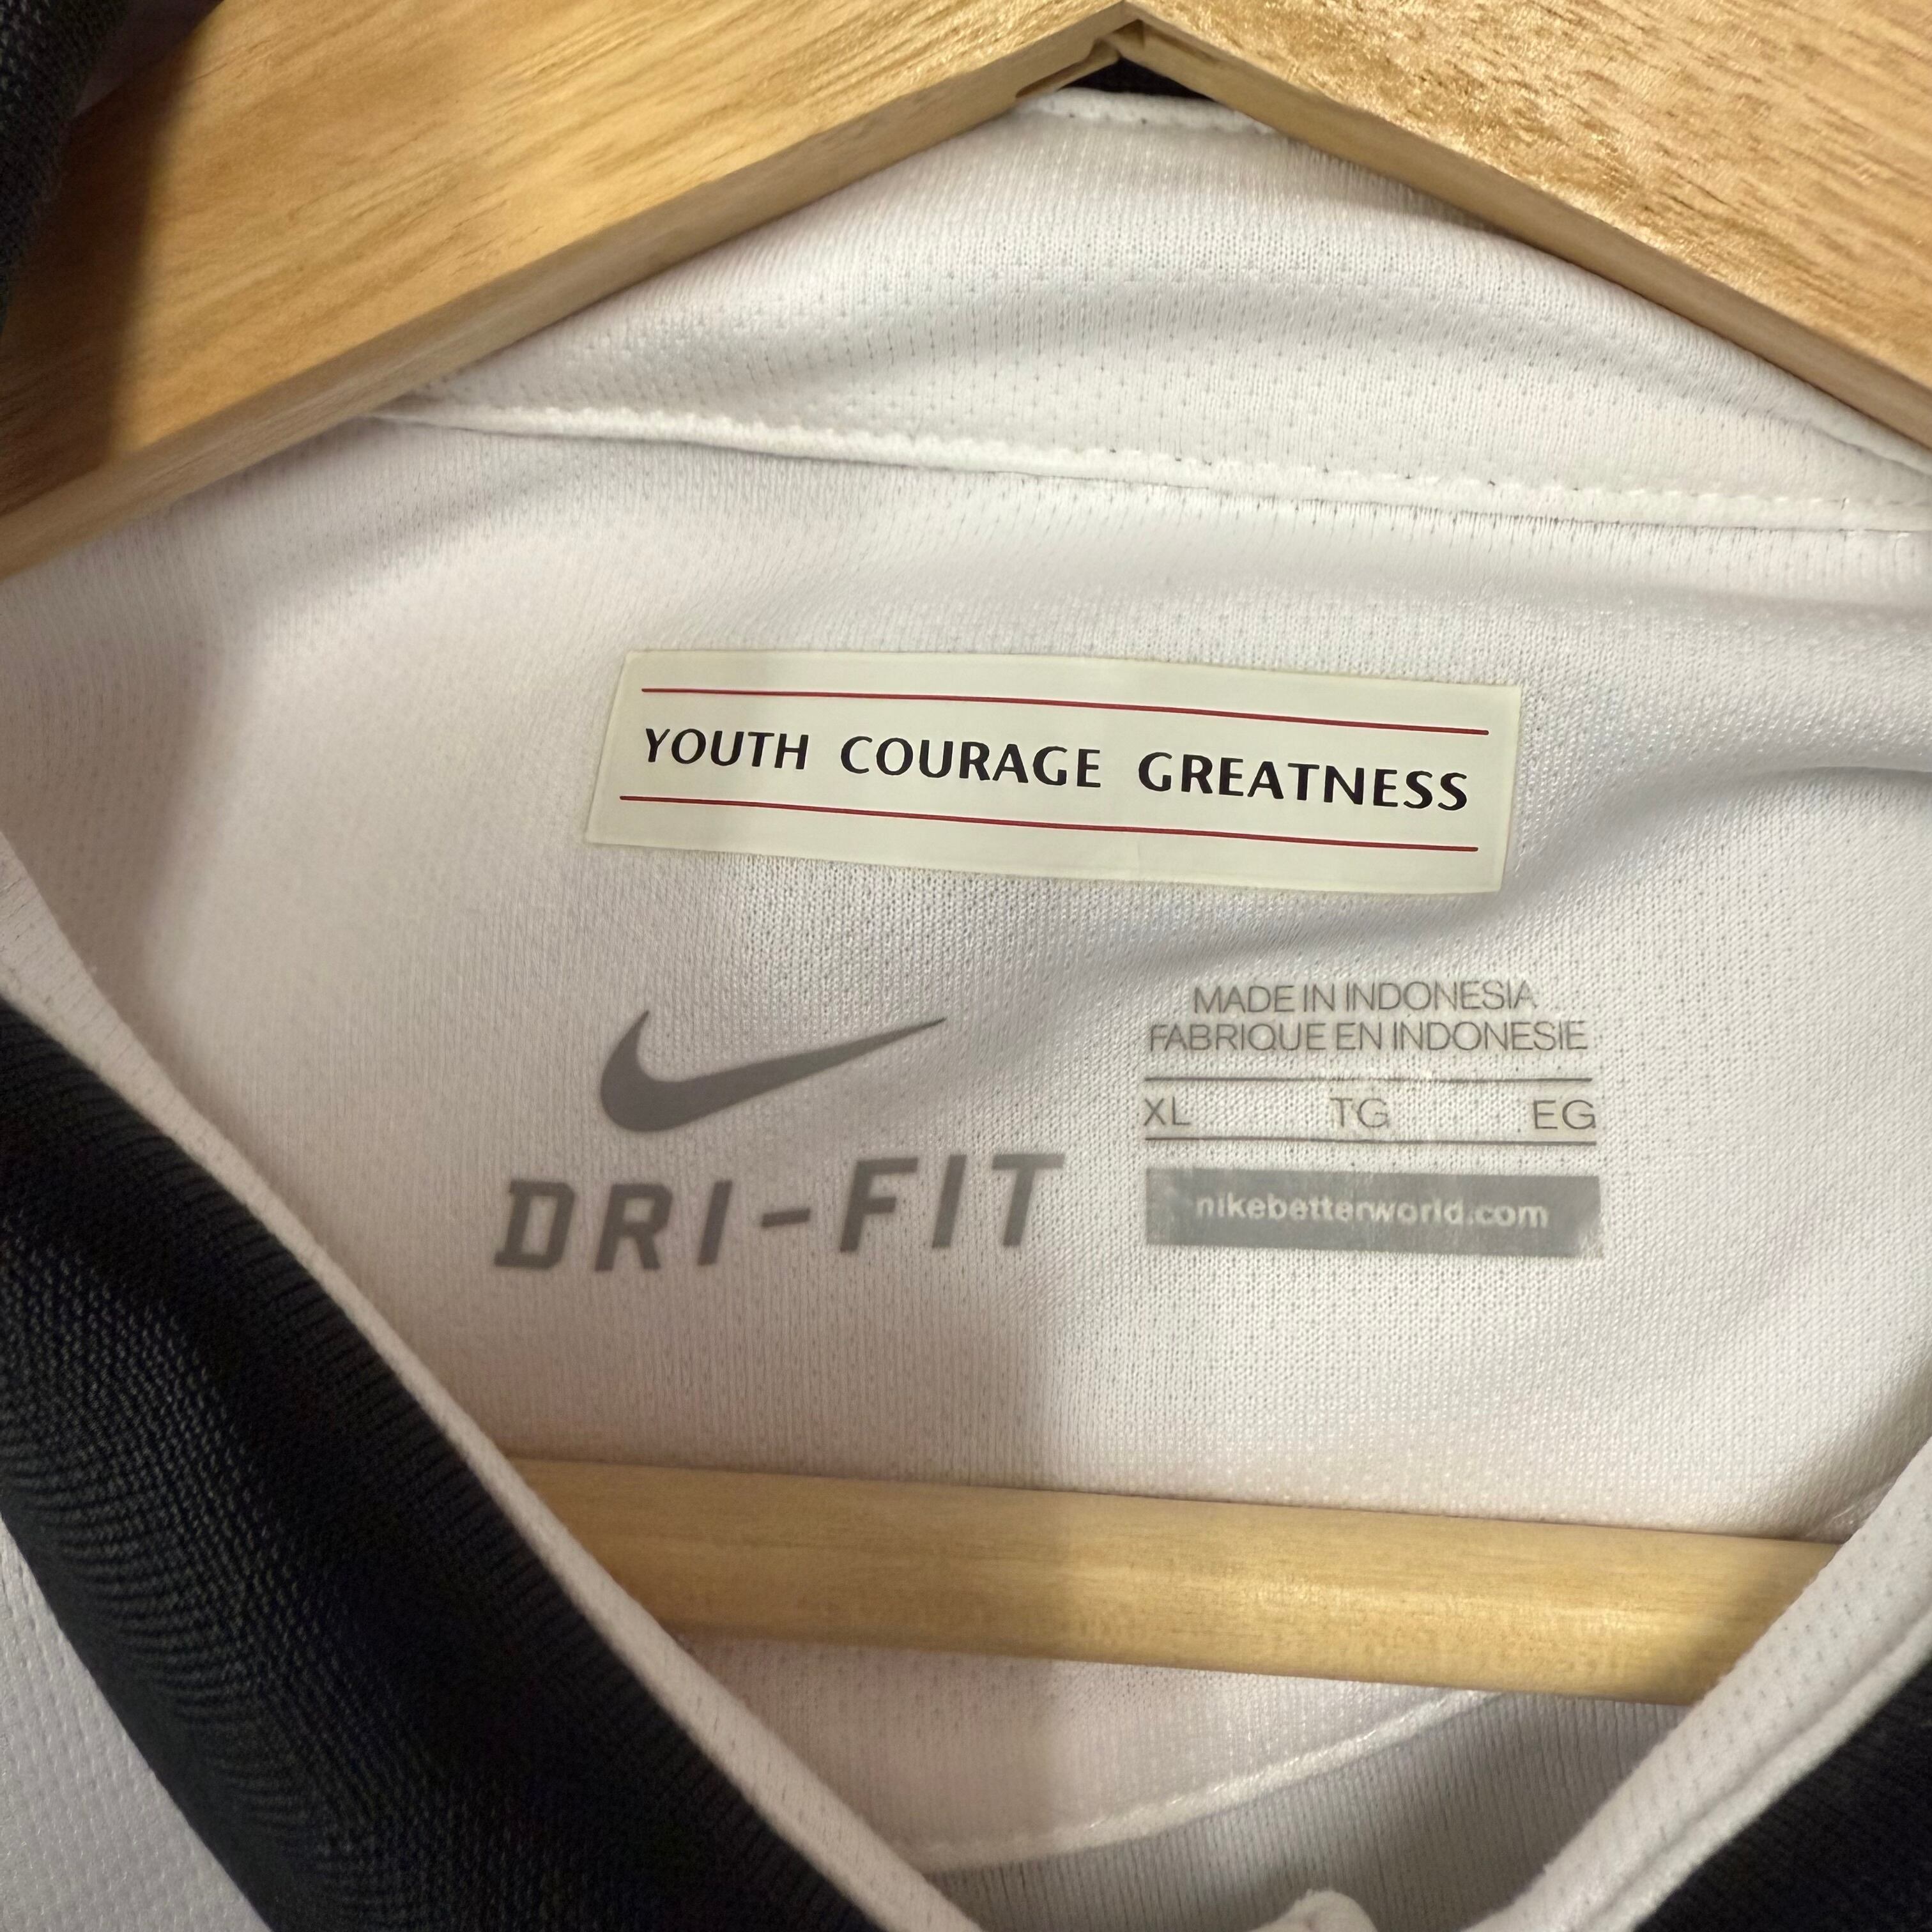 YOUTH COURAGE GREATNESS
DRI-FIT
MADE IN INDONESIA
FABRIQUE EN INDONESIE
XL TG EG
nikebetterworld.com